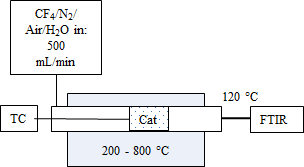 CF4/N2/
Air/H2O in:
500
mL/min
120 °C
TC
Cat
FTIR
200 - 800 °C